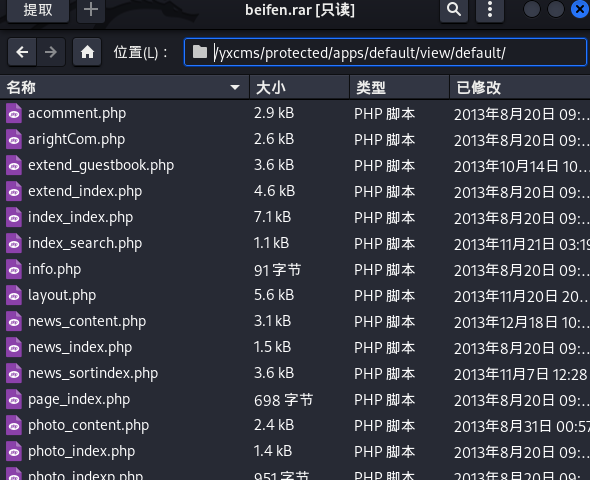 提取 beifen.rar [只读]
位置(L)： /yxcms/protected/apps/default/view/default/
名称 大小 类型 已修改
acomment.php 2.9 kB PHP 脚本 2013年8月20日 09:…
arightCom.php 2.6 kB PHP 脚本 2013年8月20日 09:…
extend_guestbook.php 3.6 kB PHP 脚本 2013年10月14日 10…
extend_index.php 4.6 kB PHP 脚本 2013年8月20日 09:…
index_index.php 7.1 kB PHP 脚本 2013年8月20日 09:…
index_search.php 1.1 kB PHP 脚本 2013年11月21日 03:19
info.php 91 字节 PHP 脚本 2013年8月20日 09:…
layout.php 5.6 kB PHP 脚本 2013年11月20日 20…
news_content.php 3.1 kB PHP 脚本 2013年12月18日 10:…
news_index.php 1.5 kB PHP 脚本 2013年8月20日 09:…
news_sortindex.php 3.6 kB PHP 脚本 2013年11月7日 12:28
page_index.php 698 字节 PHP 脚本 2013年8月20日 09:…
photo_content.php 2.4 kB PHP 脚本 2013年8月31日 00:57
photo_index.php 1.4 kB PHP 脚本 2013年8月20日 09:…
photo_indexp.php 951 字节 PHP 脚本 2013年8月20日 09:…